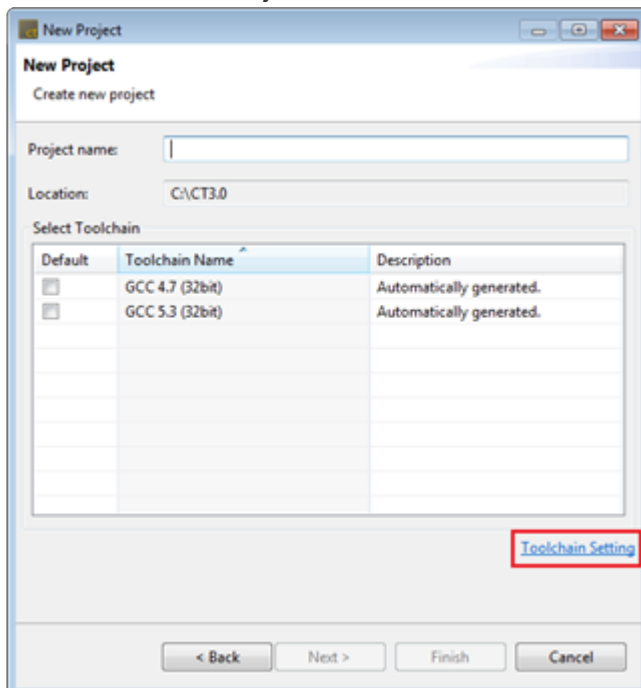 New Project
New Project
Create new project
Project name:
Location: C:\CT3.0
Select Toolchain
Default Toolchain Name Description
GCC 4.7 (32bit) Automatically generated.
GCC 5.3 (32bit) Automatically generated.
Toolchain Setting
< Back Next > Finish Cancel